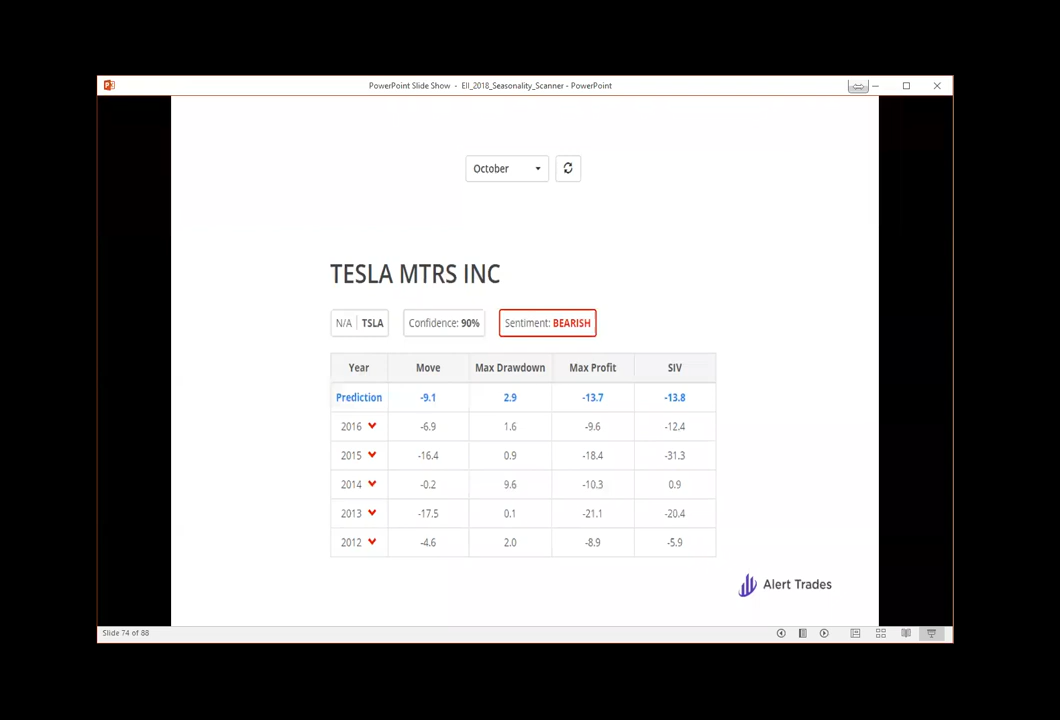 PowerPoint Slide Show - Ell_2018_Seasonality_Scanner - PowerPoint
October
TESLA MTRS INC
N/A TSLA Confidence: 90% Sentiment: BEARISH
Year Move Max Drawdown Max Profit SIV
Prediction -9.1 2.9 -13.7 -13.8
2016 -6.9 1.6 -9.6 -12.4
2015 -16.4 0.9 -18.4 -31.3
2014 -0.2 9.6 -10.3 0.9
2013 -17.5 0.1 -21.1 -20.4
2012 -4.6 2.0 -8.9 -5.9
Alert Trades
Slide 74 of 88